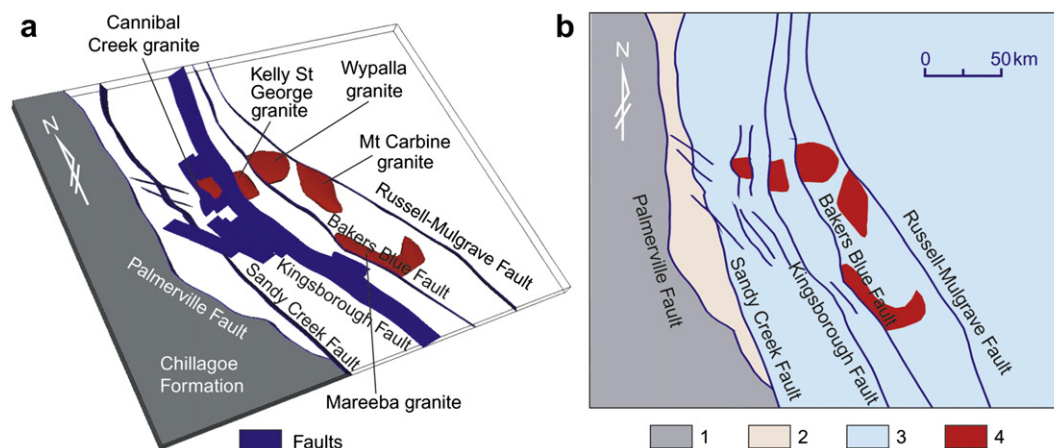 a
Cannibal
Creek granite
Kelly St
George
granite
Wypalla
granite
Mt Carbine
granite
N
Russell-Mulgrave Fault
Bakers Blue Fault
Kingsborough Fault
Sandy Creek Fault
Palmerville Fault
Chillagoe
Formation
Mareeba granite
Faults
b
N
0 50 km
Palmerville Fault
Sandy Creek Fault
Kingsborough Fault
Bakers Blue Fault
Russell-Mulgrave Fault
1 2 3 4